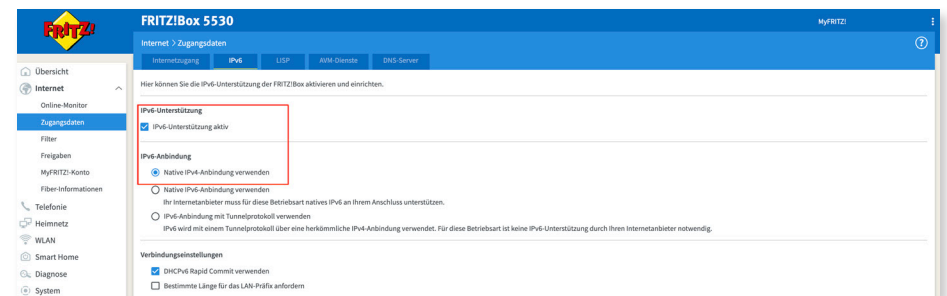 FRITZ!
FRITZ!Box 5530
MyFRITZ!
Internet > Zugangsdaten
Internetzugang IPv6 LISP AVM-Dienste DNS-Server
Übersicht
Internet
Online-Monitor
Zugangsdaten
Filter
Freigaben
MyFRITZ!-Konto
Fiber-Informationen
Telefonie
Heimnetz
WLAN
Smart Home
Diagnose
System
Hier können Sie die IPv6-Unterstützung der FRITZ!Box aktivieren und einrichten.
IPv6-Unterstützung
IPv6-Unterstützung aktiv
IPv6-Anbindung
Native IPv4-Anbindung verwenden
Native IPv6-Anbindung verwenden
Ihr Internetanbieter muss für diese Betriebsart natives IPv6 an Ihrem Anschluss unterstützen.
IPv6-Anbindung mit Tunnelprotokoll verwenden
IPv6 wird mit einem Tunnelprotokoll über eine herkömmliche IPv4-Anbindung verwendet. Für diese Betriebsart ist keine IPv6-Unterstützung durch Ihren Internetanbieter notwendig.
Verbindungseinstellungen
DHCPv6 Rapid Commit verwenden
Bestimmte Länge für das LAN-Präfix anfordern